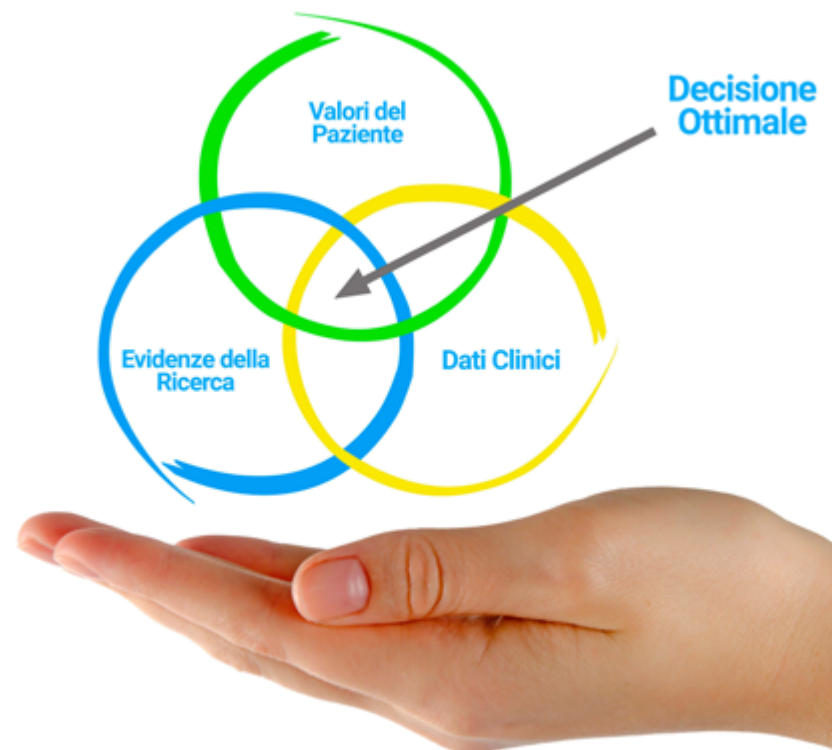 Valori del
Paziente
Decisione
Ottimale
Evidenze della
Ricerca
Dati Clinici